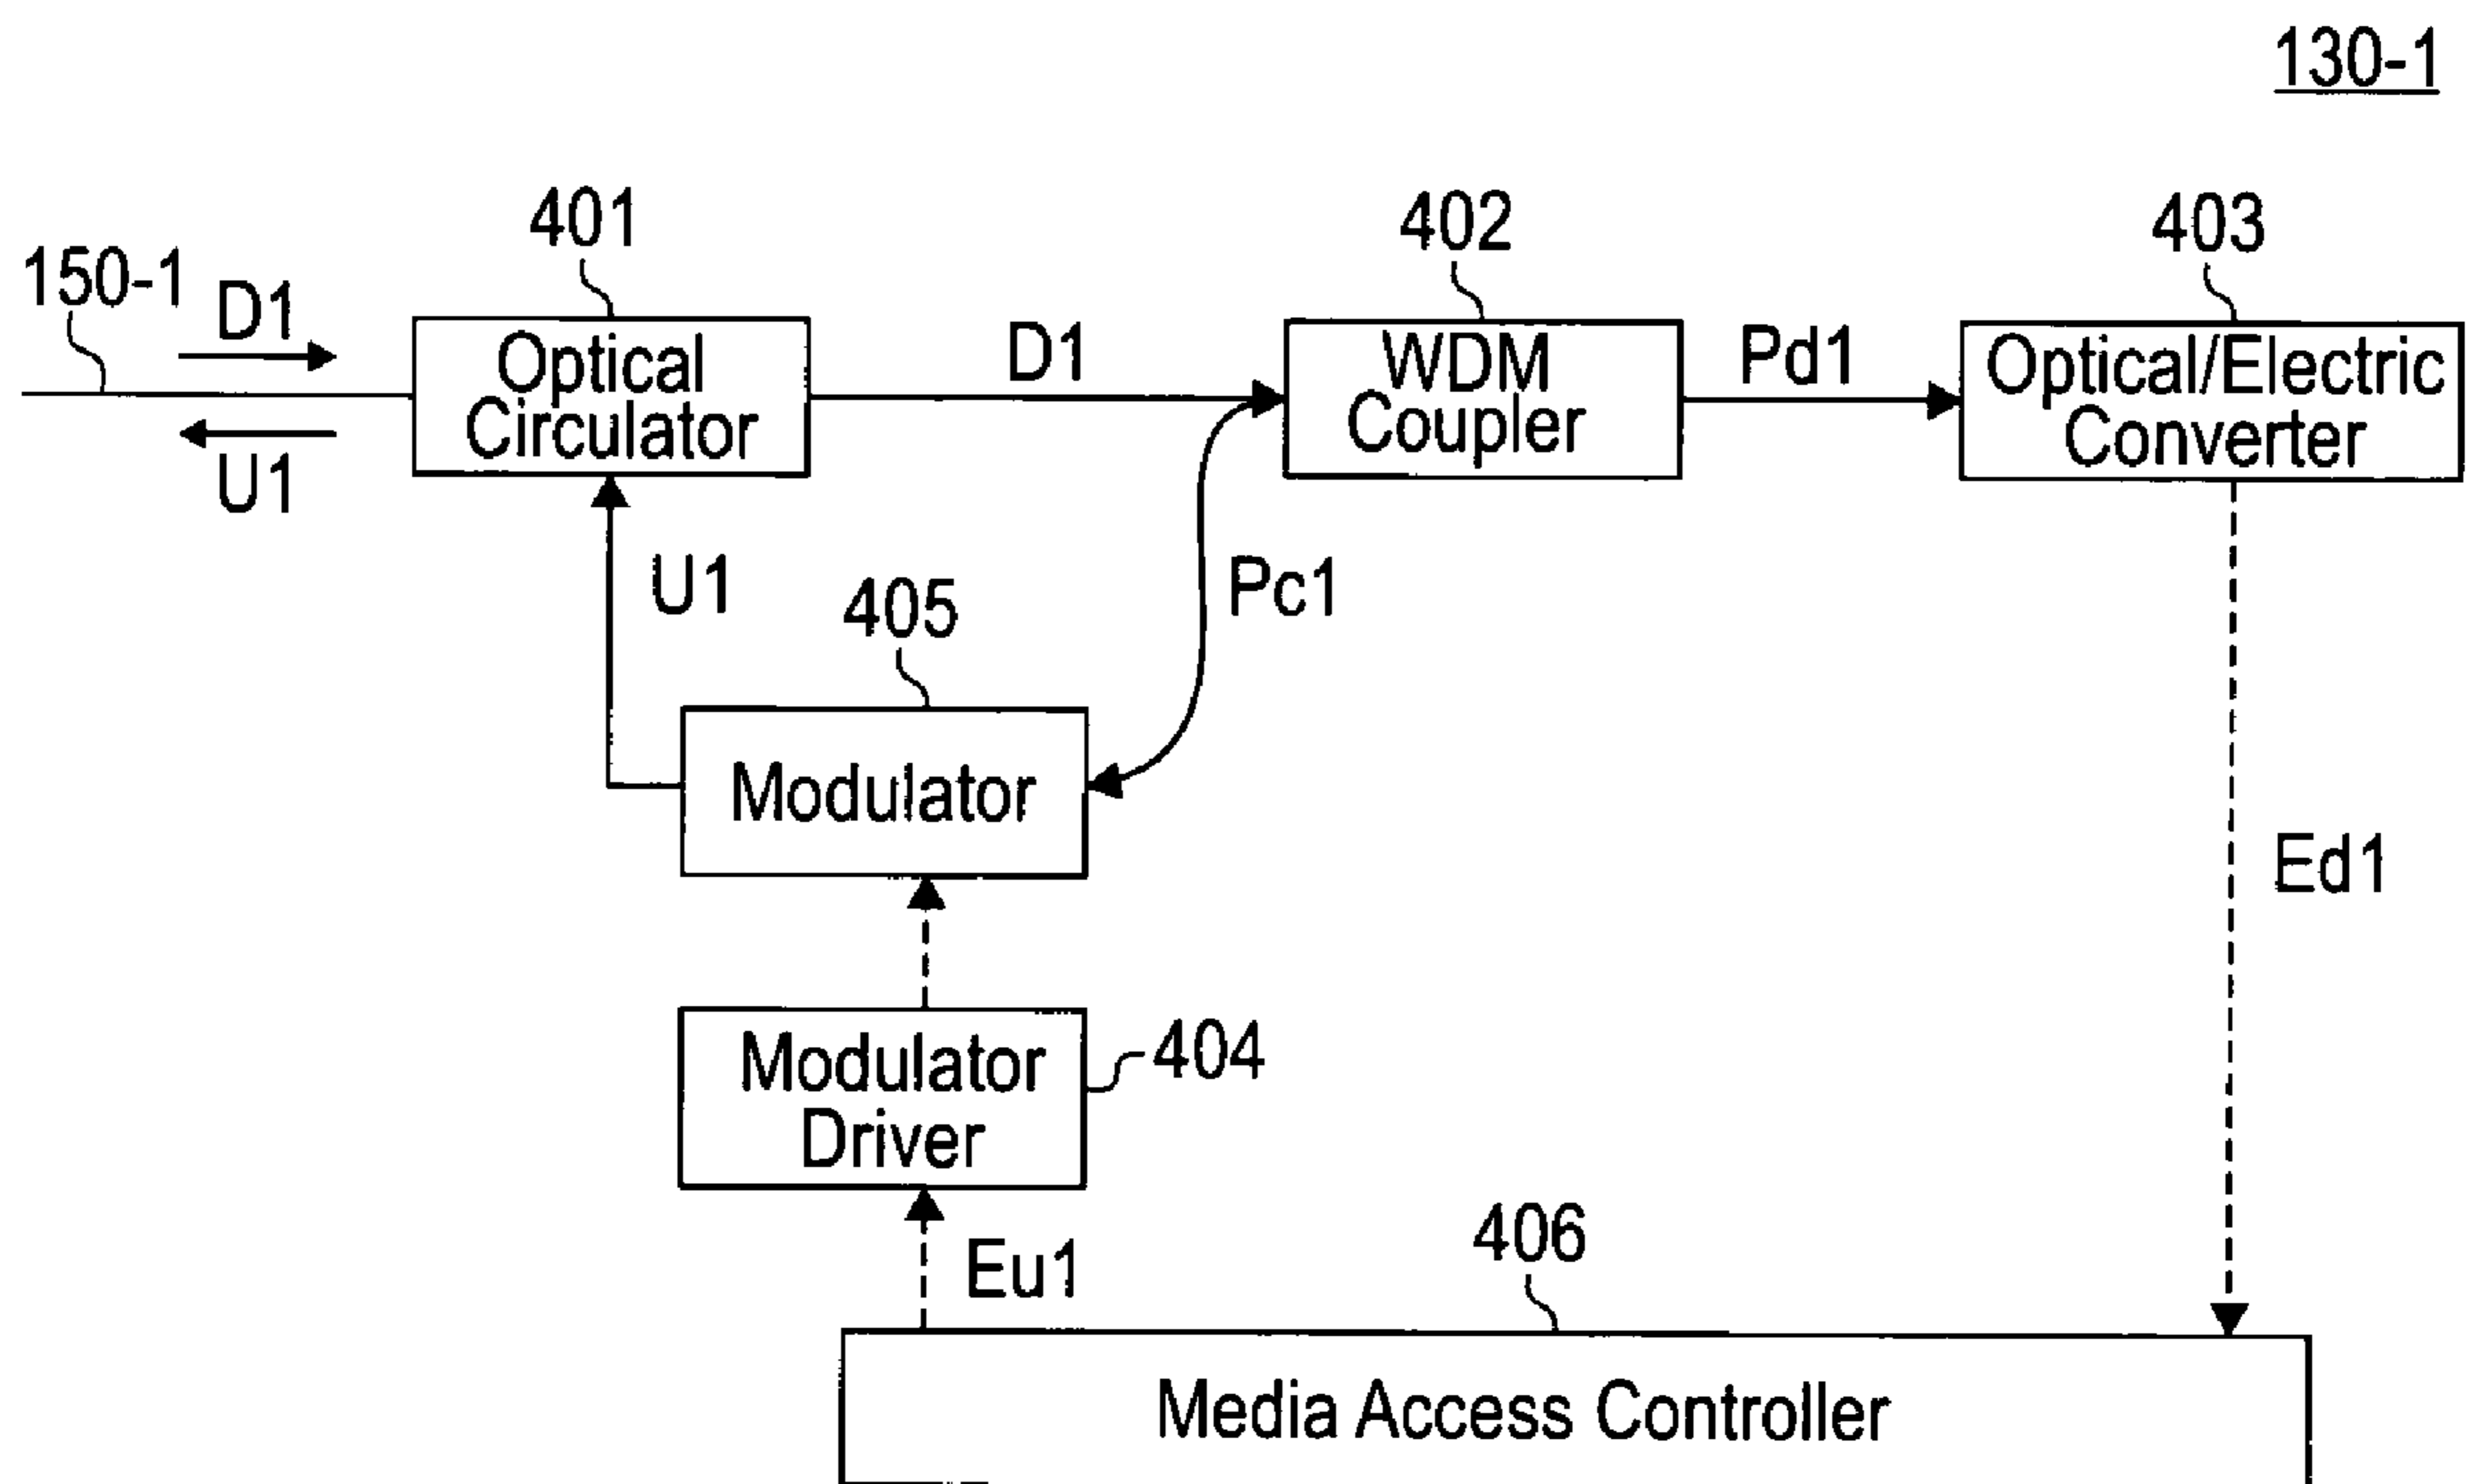 130-1
401
402
403
150-1
D1
Optical
Circulator
D1
WDM
Coupler
Pd1
Optical/Electric
Converter
U1
U1
Pc1
405
Modulator
Ed1
Modulator
Driver
404
406
Eu1
Media Access Controller